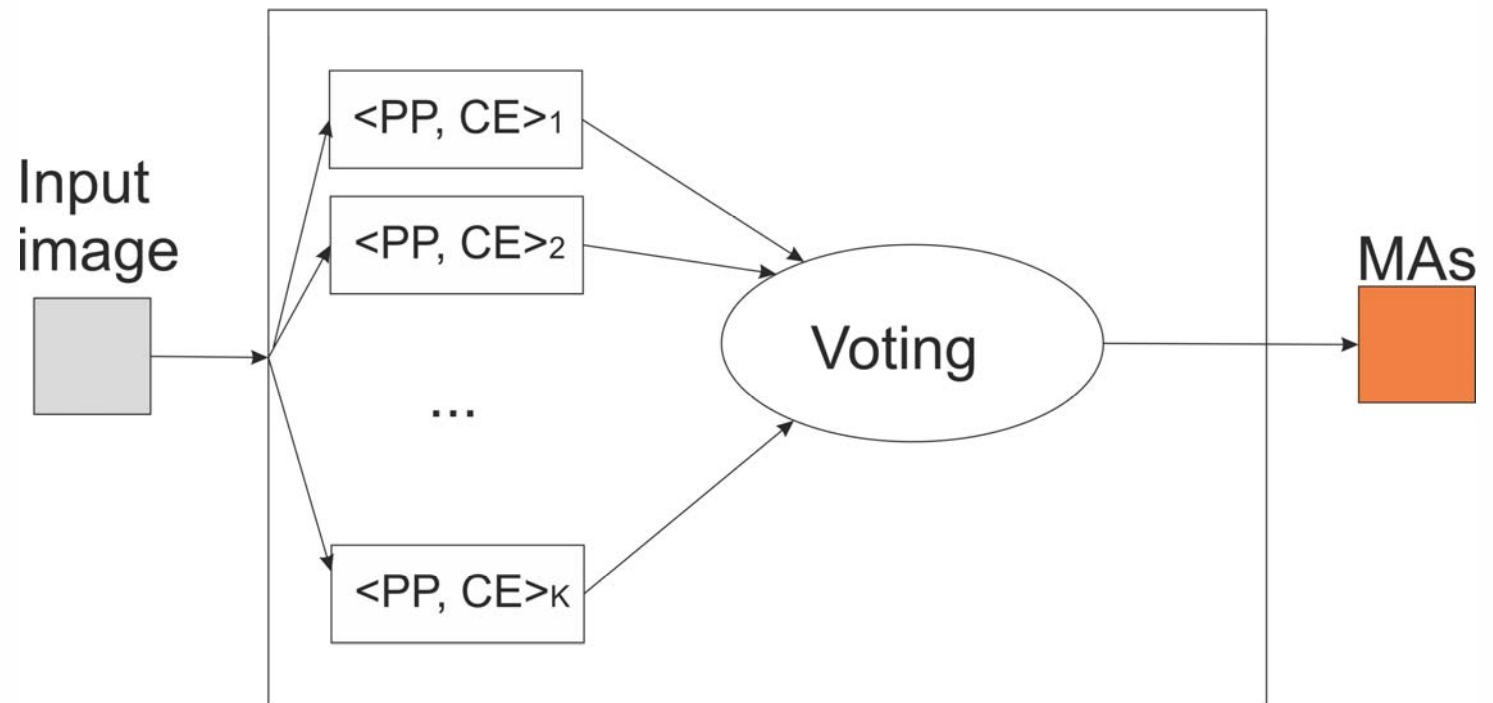 Input
image
<PP, CE>1
<PP, CE>2
...
<PP, CE>K
Voting
MAs